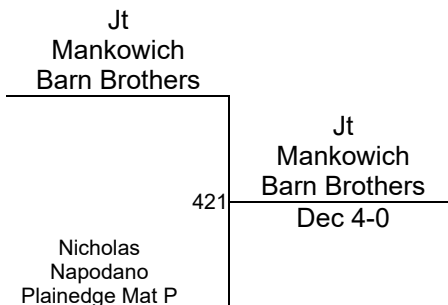 Jt
Mankowich
Barn Brothers
Jt
Mankowich
Barn Brothers
421
Dec 4-0
Nicholas
Napodano
Plainedge Mat P